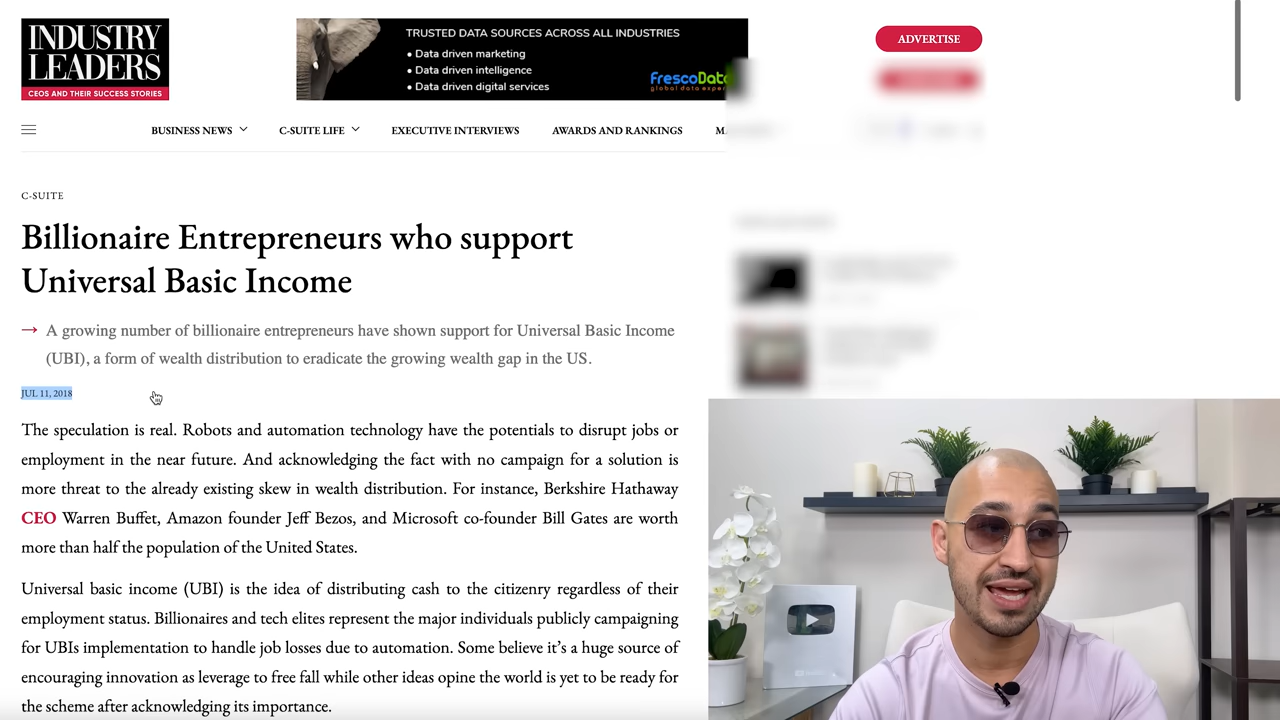 INDUSTRY
LEADERS
CEOS AND THEIR SUCCESS STORIES
TRUSTED DATA SOURCES ACROSS ALL INDUSTRIES
• Data driven marketing
• Data driven intelligence
• Data driven digital services
FrescoData
ADVERTISE
BUSINESS NEWS
C-SUITE LIFE
EXECUTIVE INTERVIEWS
AWARDS AND RANKINGS
C-SUITE
Billionaire Entrepreneurs who support
Universal Basic Income
→ A growing number of billionaire entrepreneurs have shown support for Universal Basic Income
(UBI), a form of wealth distribution to eradicate the growing wealth gap in the US.
JUL 11, 2018
The speculation is real. Robots and automation technology have the potentials to disrupt jobs or
employment in the near future. And acknowledging the fact with no campaign for a solution is
more threat to the already existing skew in wealth distribution. For instance, Berkshire Hathaway
CEO Warren Buffet, Amazon founder Jeff Bezos, and Microsoft co-founder Bill Gates are worth
more than half the population of the United States.
Universal basic income (UBI) is the idea of distributing cash to the citizenry regardless of their
employment status. Billionaires and tech elites represent the major individuals publicly campaigning
for UBIs implementation to handle job losses due to automation. Some believe it's a huge source of
encouraging innovation as leverage to free fall while other ideas opine the world is yet to be ready for
the scheme after acknowledging its importance.